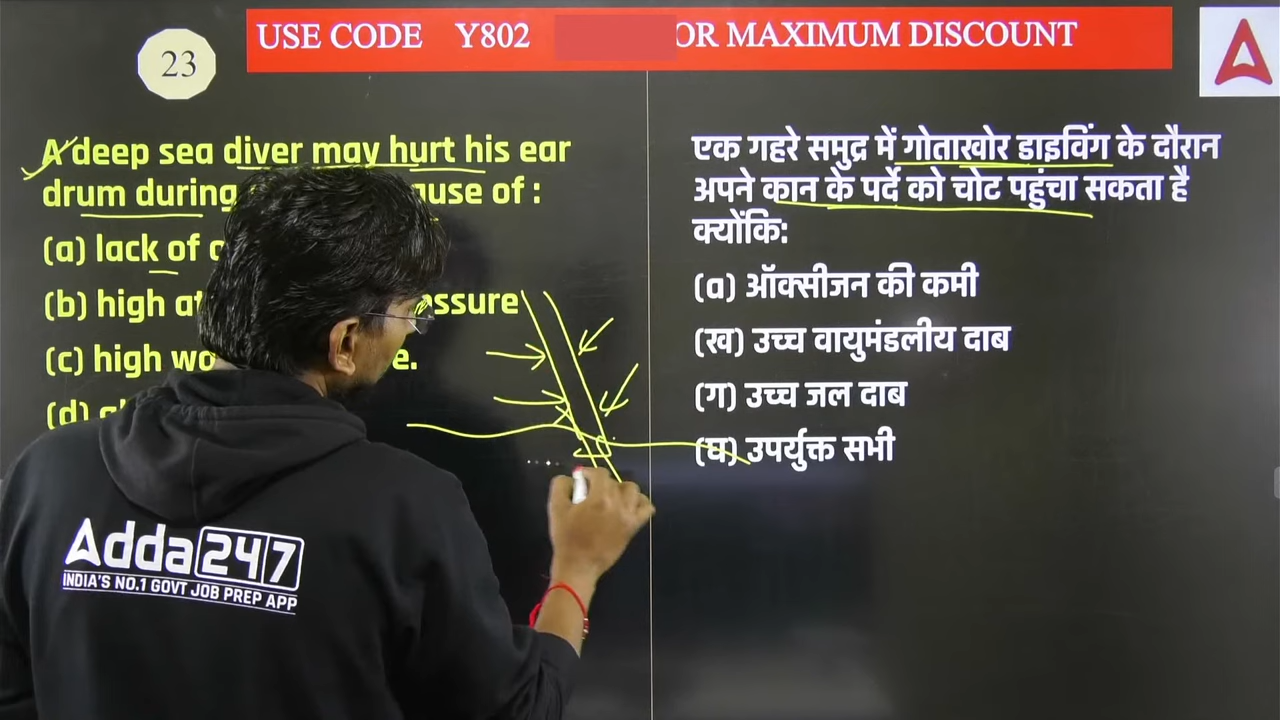 USE CODE Y802 OR MAXIMUM DISCOUNT
23
A deep sea diver may hurt his ear
drum during use of :
(a) lack of
(b) high
(c) high
(d)
एक गहरे समुद्र में गोताखोर डाइविंग के दौरान
अपने कान के पर्दे को चोट पहुंचा सकता है
क्योंकि:
(a) ऑक्सीजन की कमी
(ख) उच्च वायुमंडलीय दाब
(ग) उच्च जल दाब
(घ) उपर्युक्त सभी
Adda247
INDIA'S NO.1 GOVT JOB PREP APP